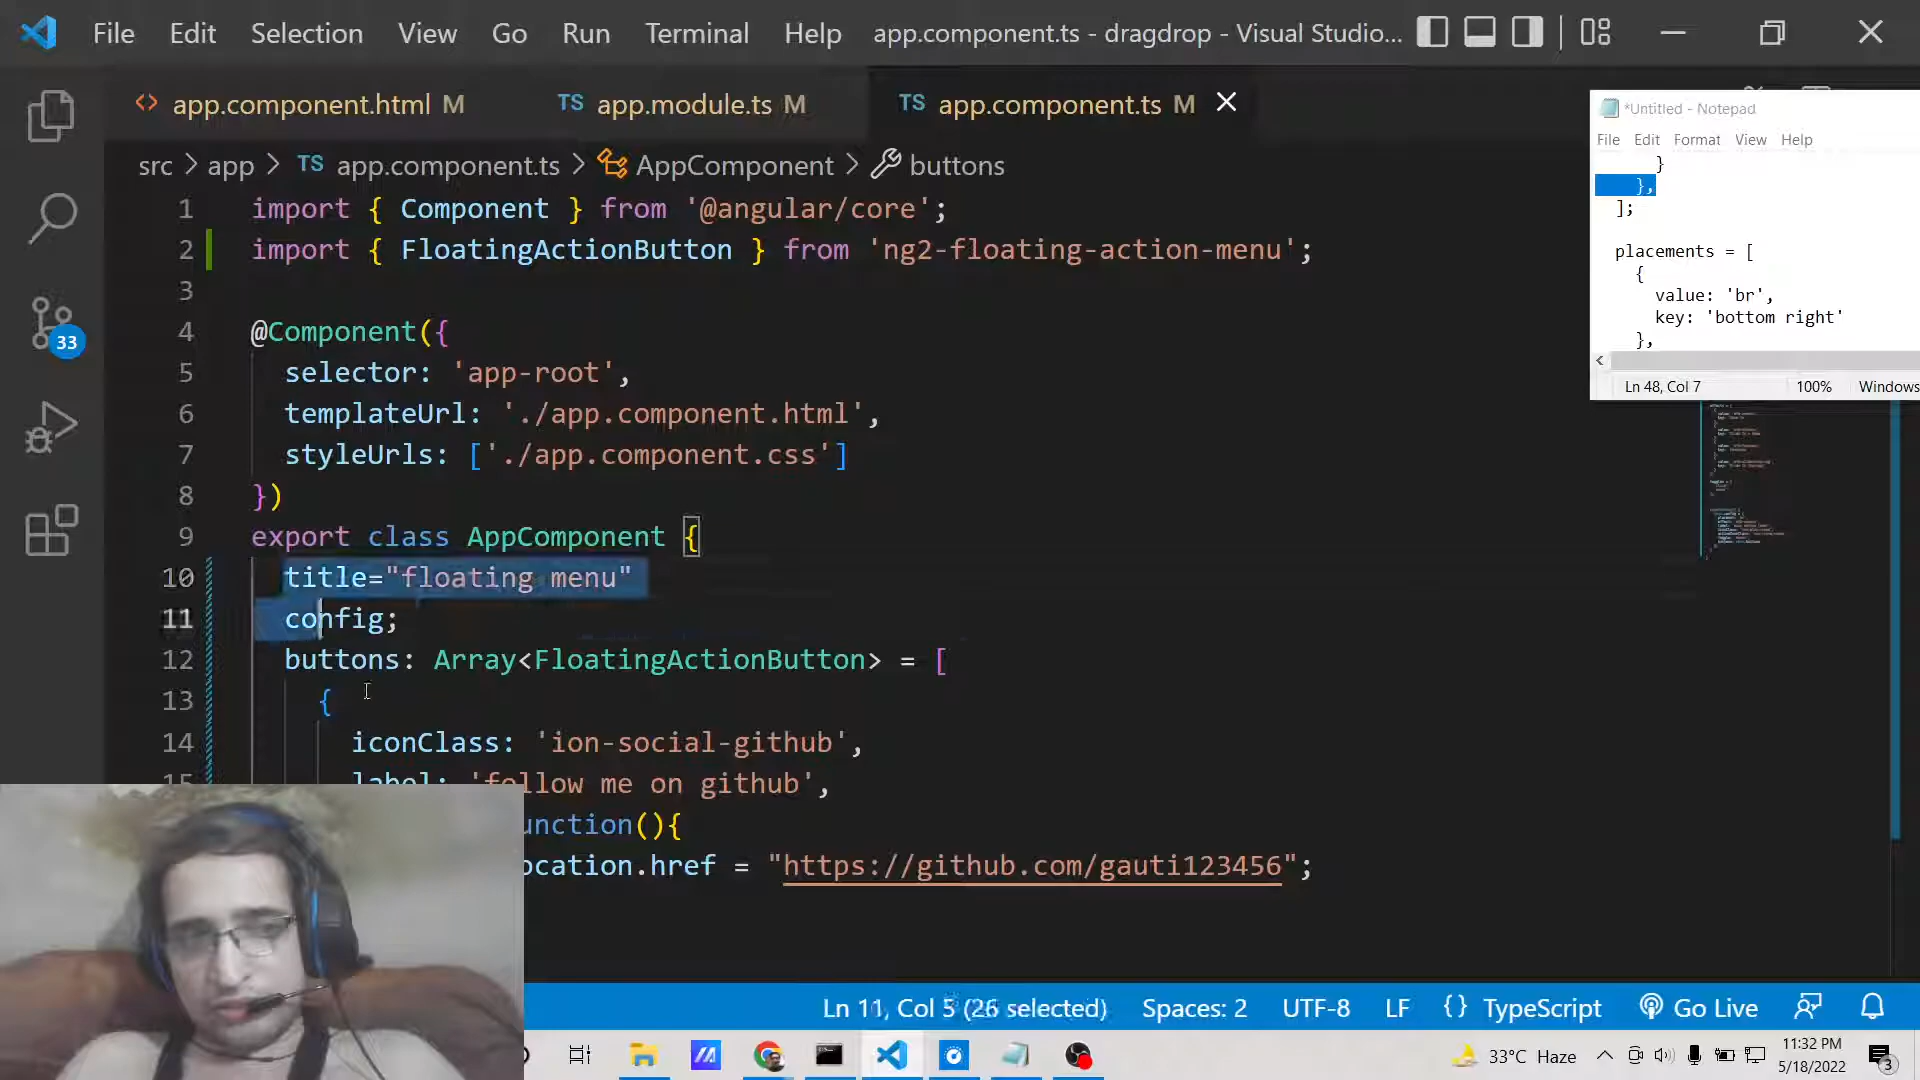 File Edit Selection View Go Run Terminal Help app.component.ts - dragdrop - Visual Studio...
app.component.html M TS app.module.ts M TS app.component.ts M
*Untitled - Notepad
File Edit Format View Help
}
},
];
placements = [
{
value: 'br',
key: 'bottom right'
},
Ln 48, Col 7 100% Windows
src > app > TS app.component.ts > AppComponent > buttons
1 import { Component } from '@angular/core';
2 import { FloatingActionButton } from 'ng2-floating-action-menu';
3
4 @Component({
5 selector: 'app-root',
6 templateUrl: './app.component.html',
7 styleUrls: ['./app.component.css']
8 })
9 export class AppComponent {
10 title="floating menu"
11 config;
12 buttons: Array<FloatingActionButton> = [
13 {
14 iconClass: 'ion-social-github',
15 label: 'follow me on github',
unction(){
ocation.href = "https://github.com/gauti123456";
33
Ln 11, Col 5 (26 selected) Spaces: 2 UTF-8 LF {} TypeScript Go Live
33°C Haze 11:32 PM
5/18/2022
3